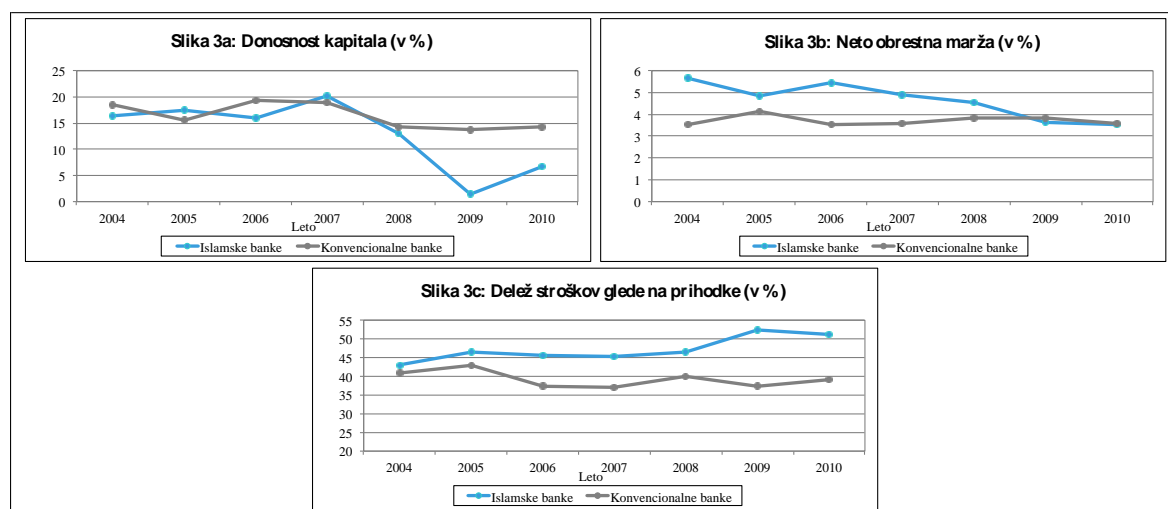 Slika 3a: Donosnost kapitala (v %)
25
20
15
10
5
0
2004 2005 2006 2007 2008 2009 2010
Leto
Islamske banke Konvencionalne banke
Slika 3b: Neto obrestna marža (v %)
6
5
4
3
2
1
0
2004 2005 2006 2007 2008 2009 2010
Leto
Islamske banke Konvencionalne banke
Slika 3c: Delež stroškov glede na prihodke (v %)
55
50
45
40
35
30
25
20
2004 2005 2006 2007 2008 2009 2010
Leto
Islamske banke Konvencionalne banke